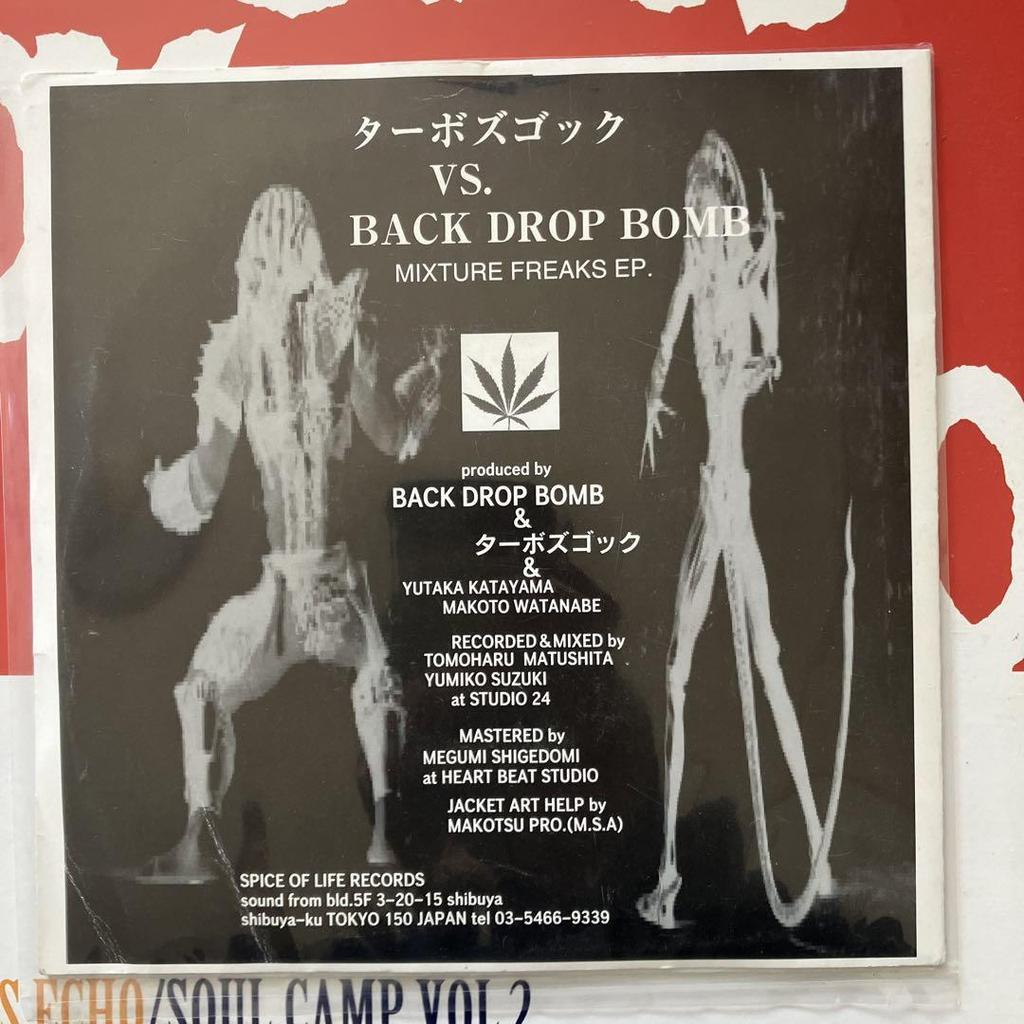 ターボズゴック
VS.
BACK DROP BOMB
MIXTURE FREAKS EP.
produced by
BACK DROP BOMB
&
ターボズゴック
&
YUTAKA KATAYAMA
MAKOTO WATANABE
RECORDED&MIXED by
TOMOHARU MATUSHITA
YUMIKO SUZUKI
at STUDIO 24
MASTERED by
MEGUMI SHIGEDOMI
at HEART BEAT STUDIO
JACKET ART HELP by
MAKOTSU PRO.(M.S.A)
SPICE OF LIFE RECORDS
sound from bld.5F 3-20-15 shibuya
shibuya-ku TOKYO 150 JAPAN tel 03-5466-9339
S ECHO/SOUL CAMP VOL.2